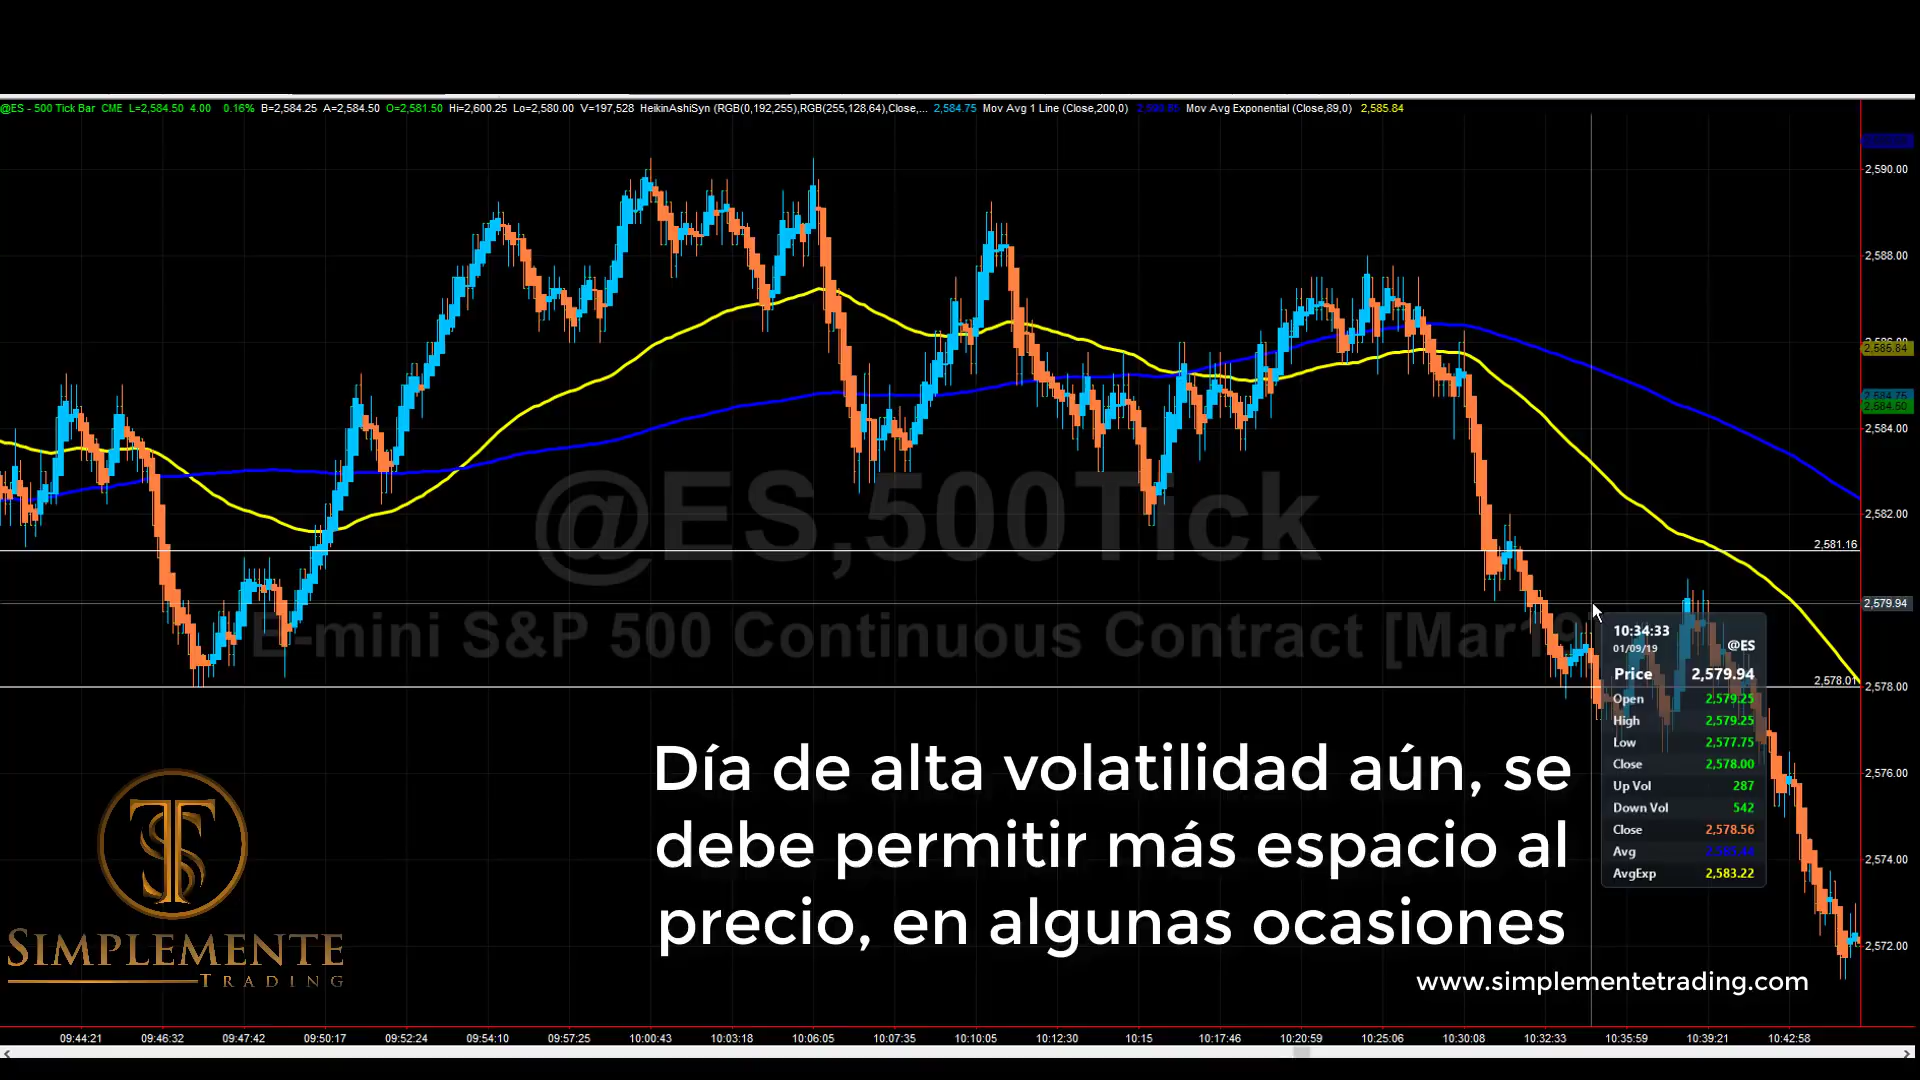 @ES - 500 Tick Bar CME L=2,584.50 4.00 0.16% B=2,584.25 A=2,584.50 O=2,581.50 Hi=2,600.25 Lo=2,580.00 V=197,528 HeikinAshiSyn (RGB(0,192,255),RGB(255,128,64),Close,... 2,584.75 Mov Avg 1 Line (Close,200,0) Mov Avg Exponential (Close,89,0) 2,585.84
2,590.00
2,588.00
2,586.00
2,585.84
2,584.75
2,584.50
2,584.00
@ES,500Tick
2,582.00
2,581.16
2,579.94
E-mini S&P 500 Continuous Contract [Mar19
10:34:33
01/09/19
@ES
Price 2,579.94
2,578.01
2,578.00
Open 2,579.25
High 2,579.25
Low 2,577.75
Close 2,578.00
Up Vol 287
Down Vol 542
Close 2,578.56
Avg
AvgExp 2,583.22
2,576.00
2,574.00
2,572.00
Día de alta volatilidad aún, se
debe permitir más espacio al
precio, en algunas ocasiones
www.simplementetrading.com
SIMPLEMENTE
TRADING
09:44:21 09:46:32 09:47:42 09:50:17 09:52:24 09:54:10 09:57:25 10:00:43 10:03:18 10:06:05 10:07:35 10:10:05 10:12:30 10:15 10:17:46 10:20:59 10:25:06 10:30:08 10:32:33 10:35:59 10:39:21 10:42:58